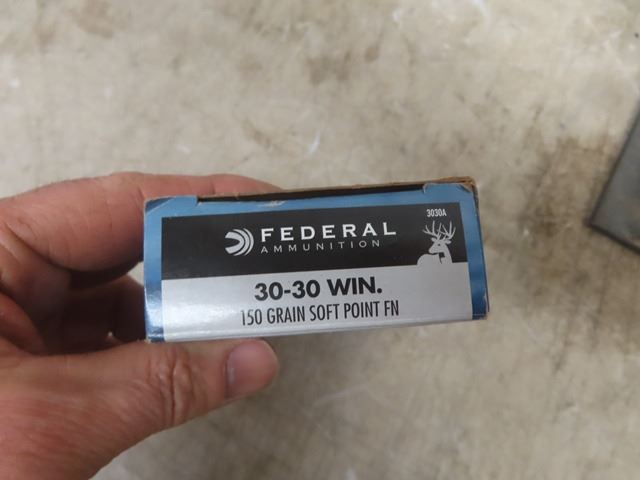 3030A
FEDERAL
AMMUNITION
30-30 WIN.
150 GRAIN SOFT POINT FN